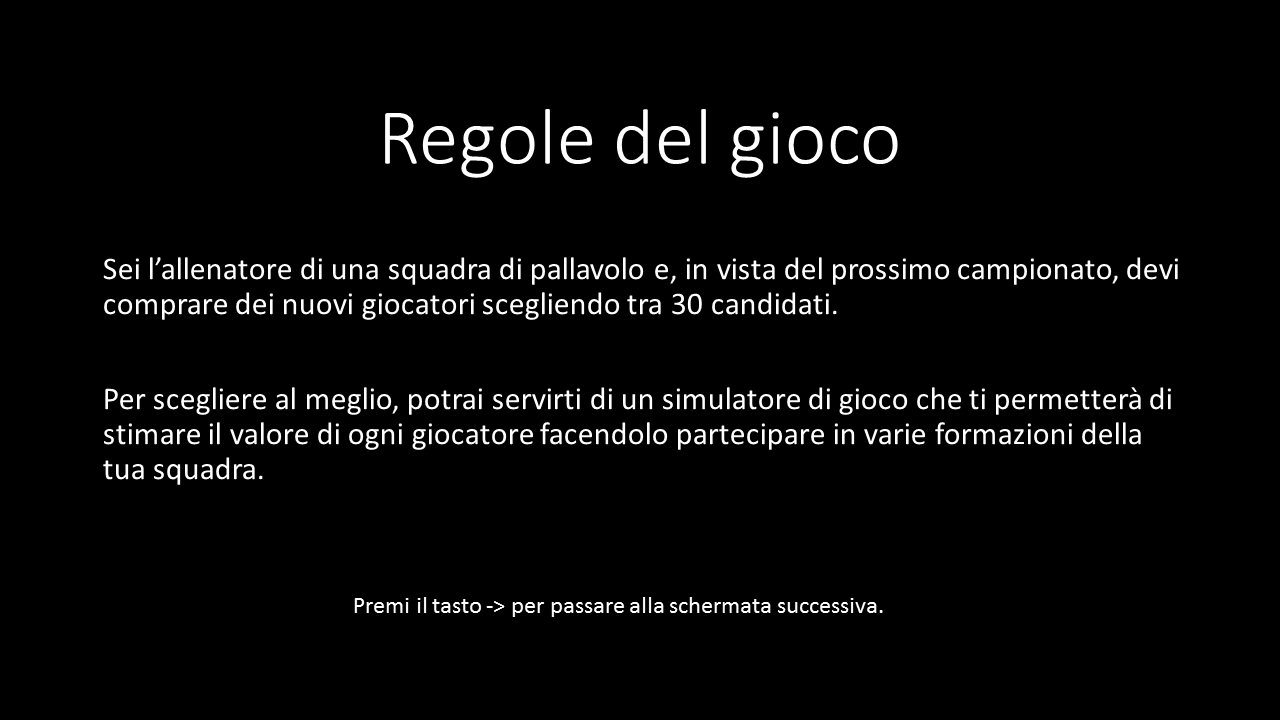 Regole del gioco
Sei l’allenatore di una squadra di pallavolo e, in vista del prossimo campionato, devi
comprare dei nuovi giocatori scegliendo tra 30 candidati.
Per scegliere al meglio, potrai servirti di un simulatore di gioco che ti permetterà di
stimare il valore di ogni giocatore facendolo partecipare in varie formazioni della
tua squadra.
Premi il tasto -> per passare alla schermata successiva.